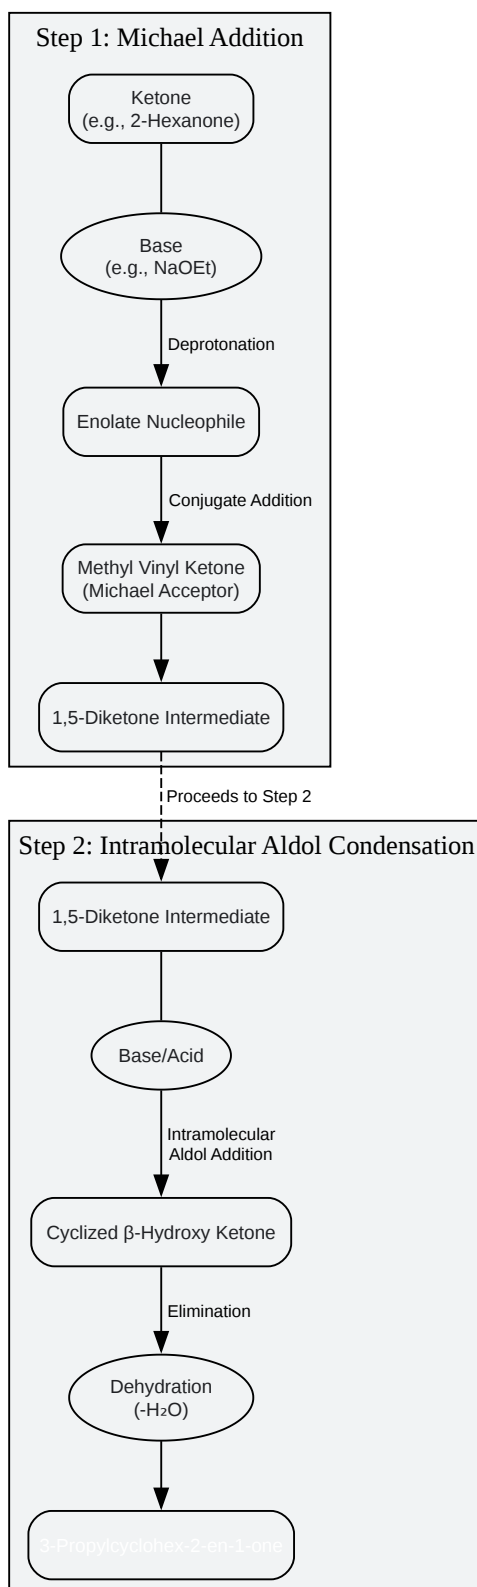 Step 1: Michael Addition
Ketone
(e.g., 2-Hexanone)
Base
(e.g., NaOEt)
Deprotonation
Enolate Nucleophile
Conjugate Addition
Methyl Vinyl Ketone
(Michael Acceptor)
1,5-Diketone Intermediate
Proceeds to Step 2
Step 2: Intramolecular Aldol Condensation
1,5-Diketone Intermediate
Base/Acid
Intramolecular
Aldol Addition
Cyclized β-Hydroxy Ketone
Elimination
Dehydration
(-H₂O)
3-Propylcyclohex-2-en-1-one